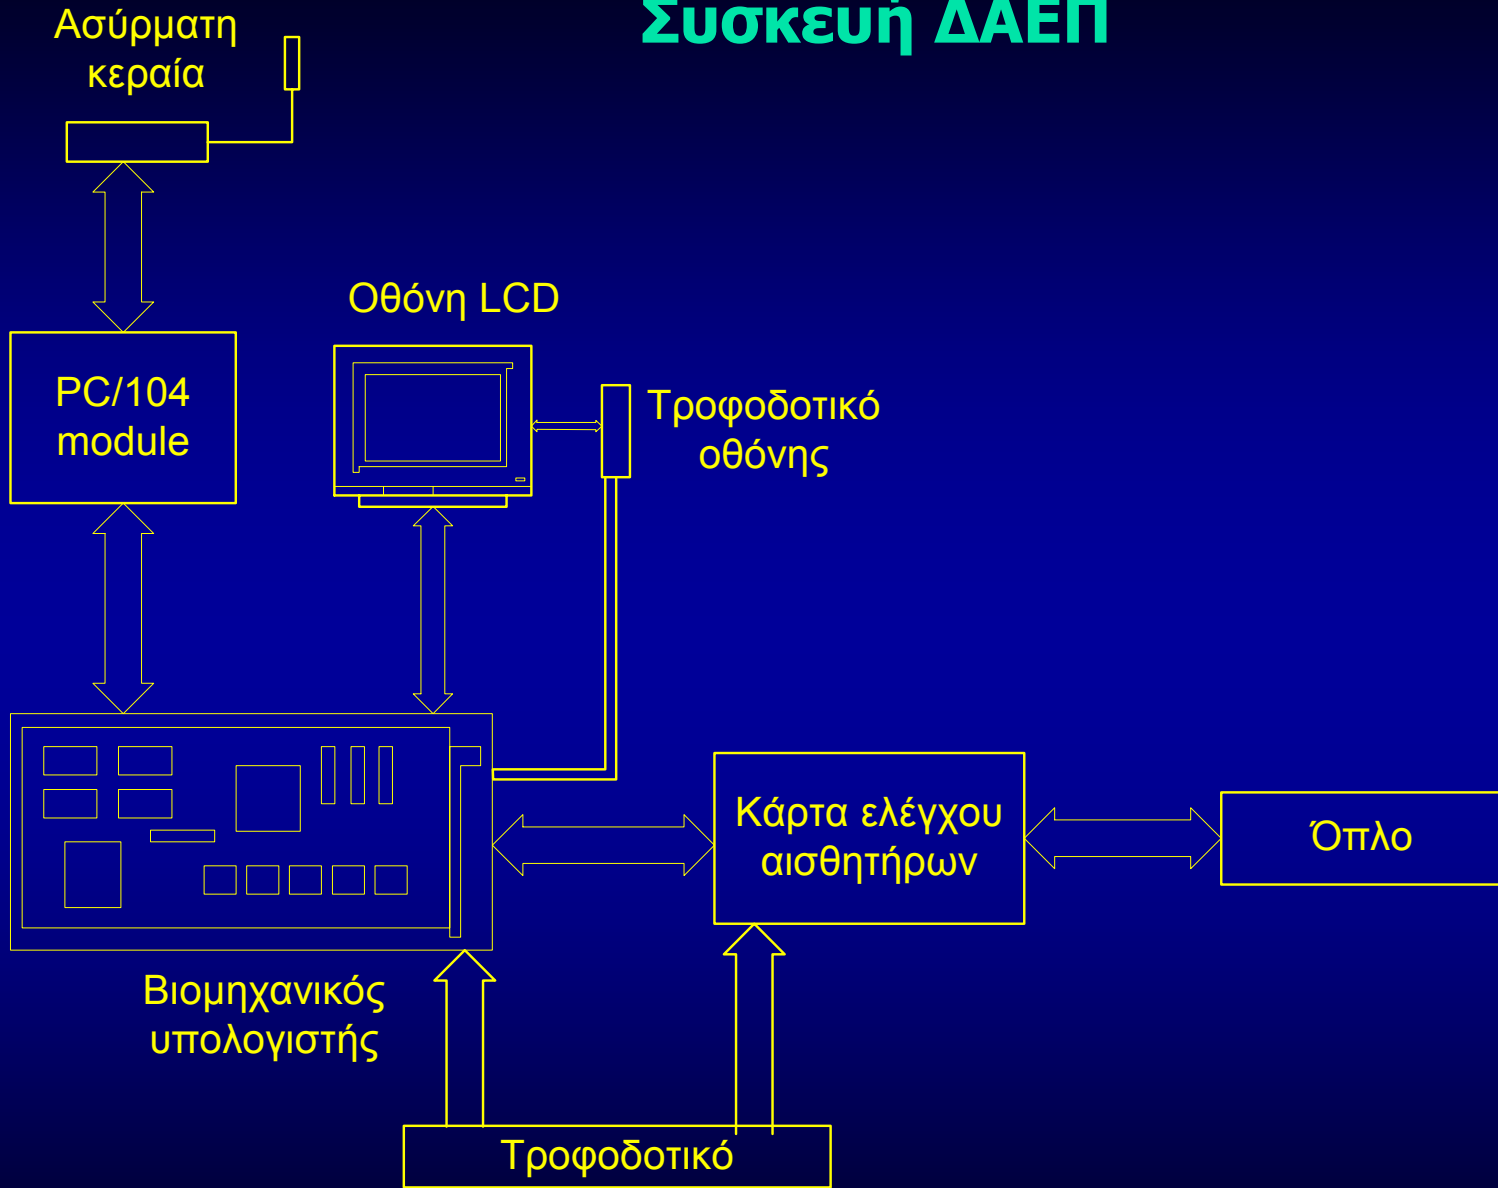 Συσκευή ΔΑΕΠ
Ασύρματη
κεραία
Οθόνη LCD
PC/104
module
Τροφοδοτικό
οθόνης
Κάρτα ελέγχου
αισθητήρων
Όπλο
Βιομηχανικός
υπολογιστής
Τροφοδοτικό